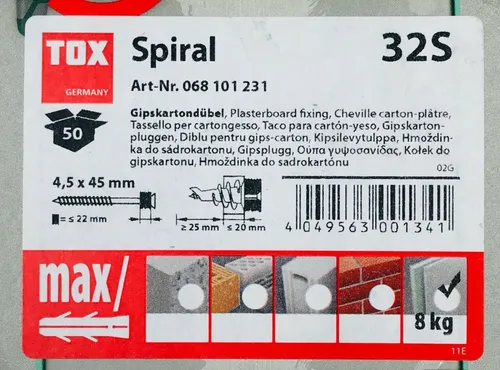 TOX
GERMANY
Spiral
32S
Art-Nr. 068 101 231
50
Gipskartondübel, Plasterboard fixing, Cheville carton-plâtre,
Tassello per cartongesso, Taco para cartón-yeso, Gipskarton-
pluggen, Diblu pentru gips-carton, Kipsilevytulppa, Hmoždin-
ka do sádrokartonu, Gipsplugg, Ούπα γυψοσανίδας, Kołek do
gipskartonu, Hmoždinka do sadrokartónu
02G
4,5 x 45 mm
= ≤ 22 mm
≥ 25 mm
≤ 20 mm
4 049563 001341
max/
8 kg
11E